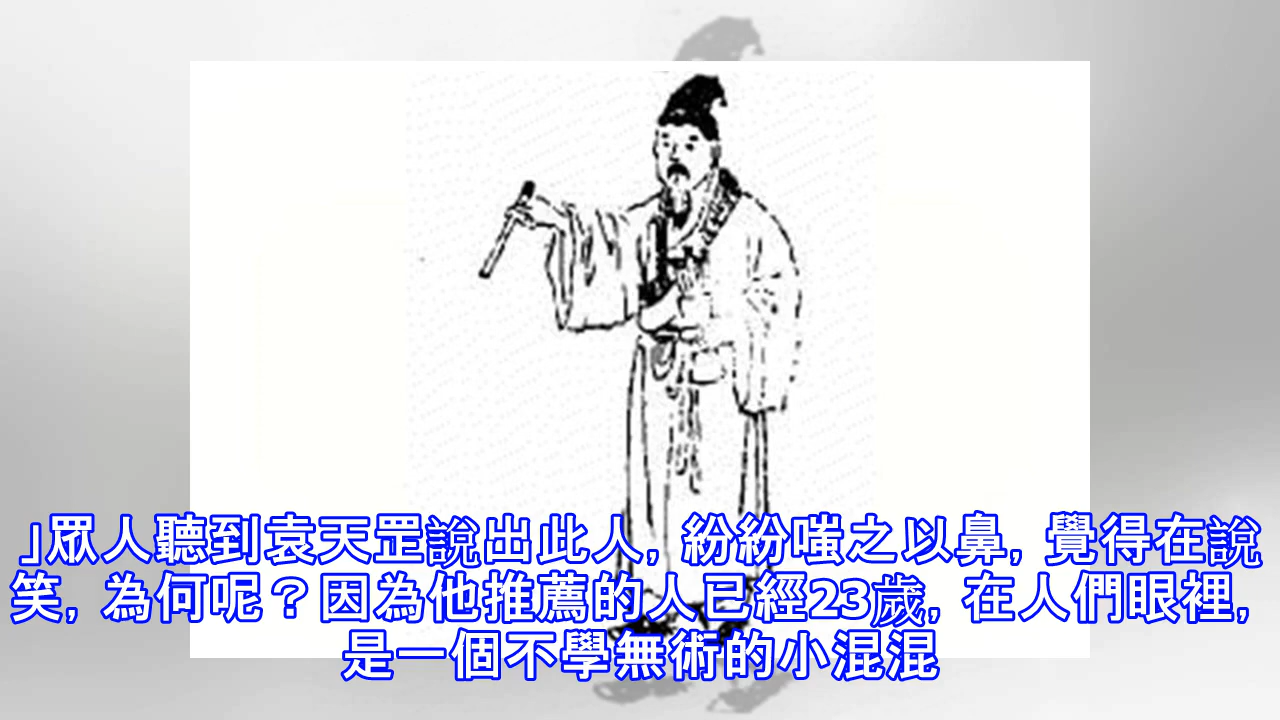 」眾人聽到袁天罡說出此人, 紛紛嗤之以鼻, 覺得在說
笑, 為何呢？因為他推薦的人已經23歲, 在人們眼裡,
是一個不學無術的小混混